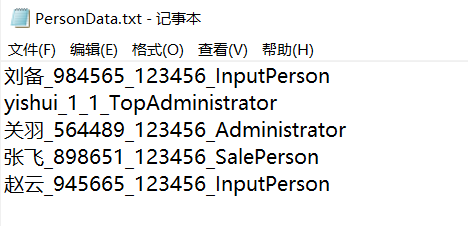 PersonData.txt - 记事本
文件(F) 编辑(E) 格式(O) 查看(V) 帮助(H)
刘备_984565_123456_InputPerson
yishui_1_1_TopAdministrator
关羽_564489_123456_Administrator
张飞_898651_123456_SalePerson
赵云_945665_123456_InputPerson